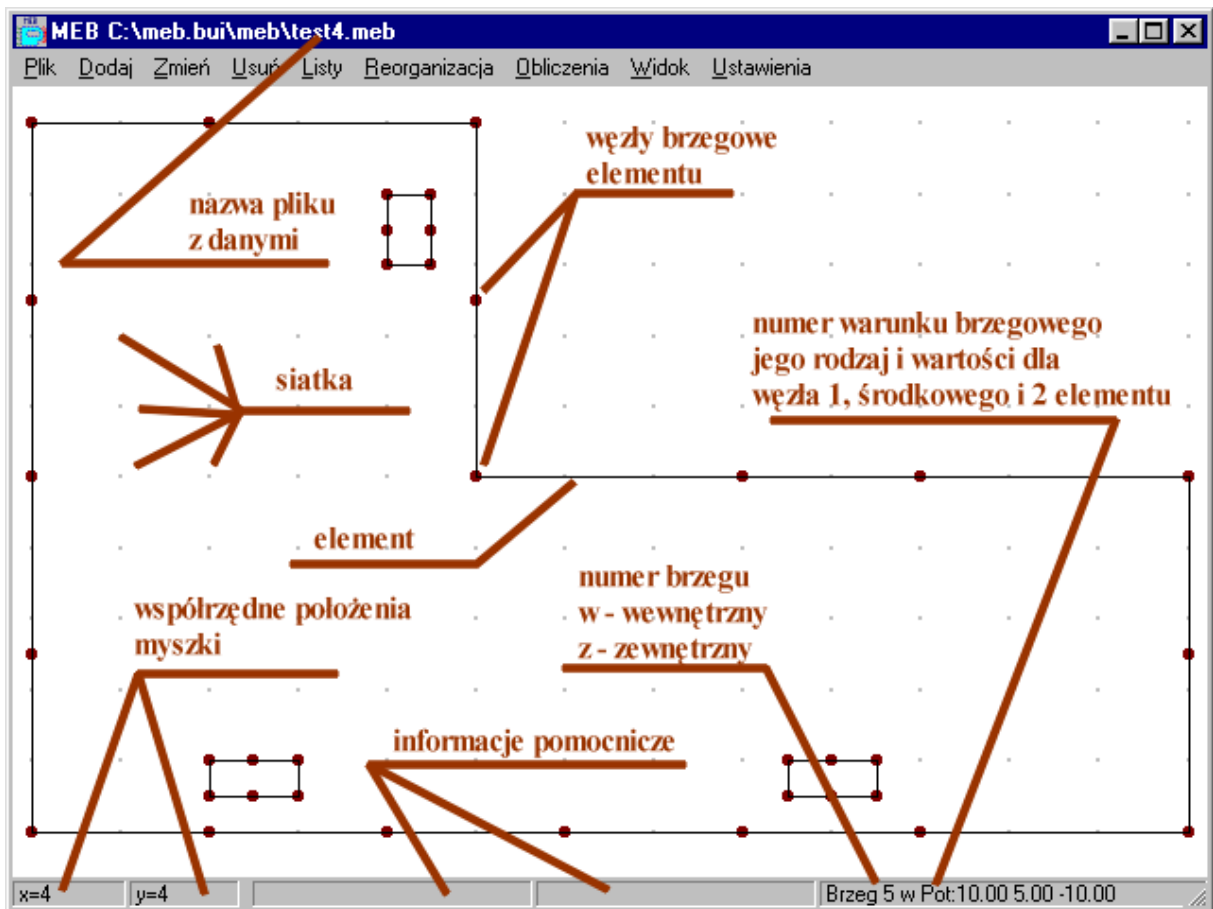 MEB C:\meb.bui\meb\test4.meb
Plik Dodaj Zmień Usuń Listy Reorganizacja Obliczenia Widok Ustawienia
węzły brzegowe
elementu
nazwa pliku
z danymi
numer warunku brzegowego
jego rodzaj i wartości dla
węzła 1, środkowego i 2 elementu
siatka
element
numer brzegu
w - wewnętrzny
z - zewnętrzny
współrzędne położenia
myszki
informacje pomocnicze
x=4 y=4 Brzeg 5 w Pot:10.00 5.00 -10.00